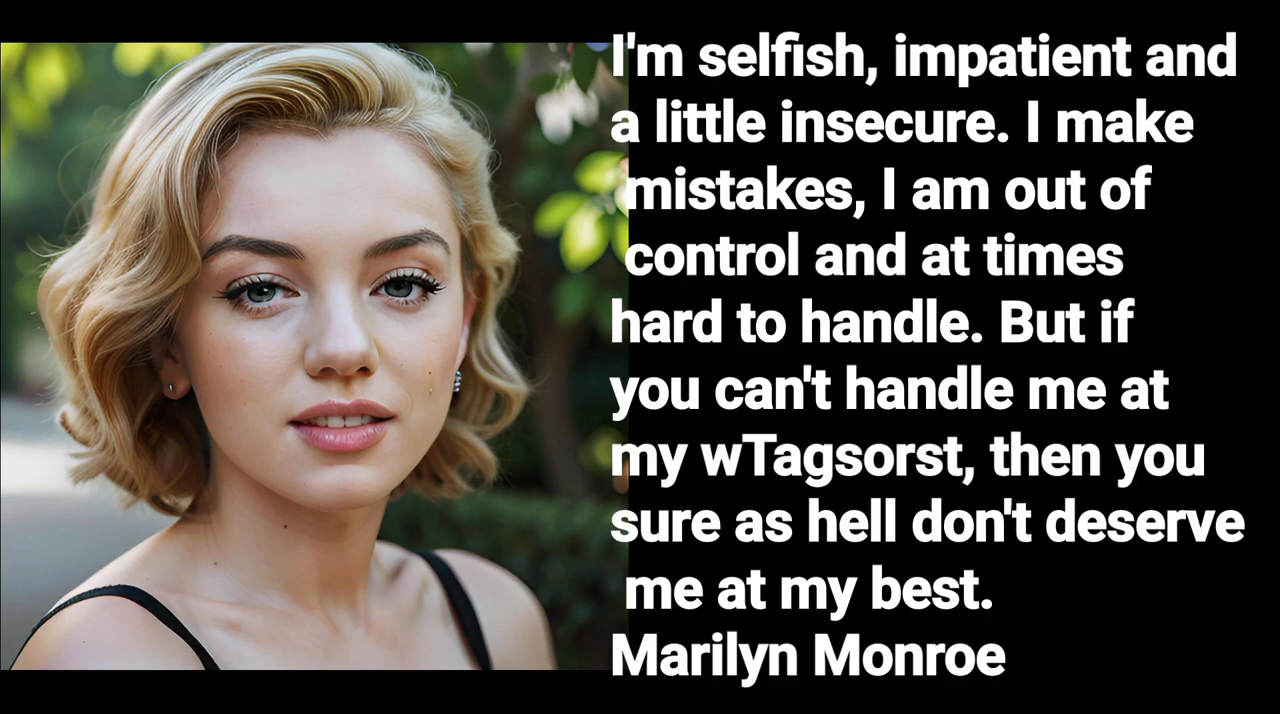 I'm selfish, impatient and
a little insecure. I make
mistakes, I am out of
control and at times
hard to handle. But if
you can't handle me at
my wTagsorst, then you
sure as hell don't deserve
me at my best.
Marilyn Monroe